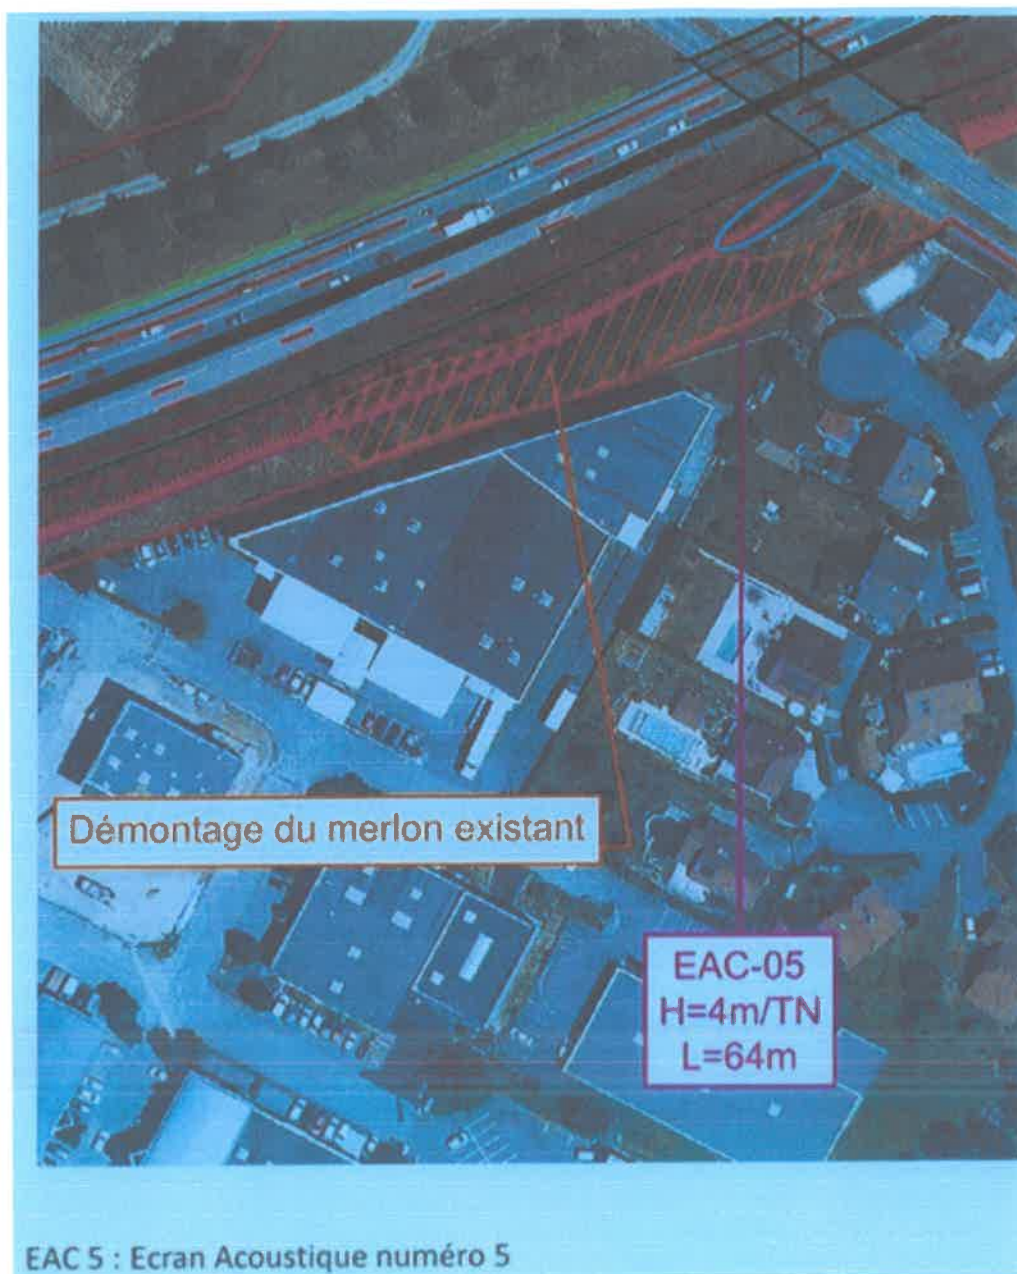 Démontage du merlon existant
EAC-05
H=4m/TN
L=64m
EAC 5 : Ecran Acoustique numéro 5